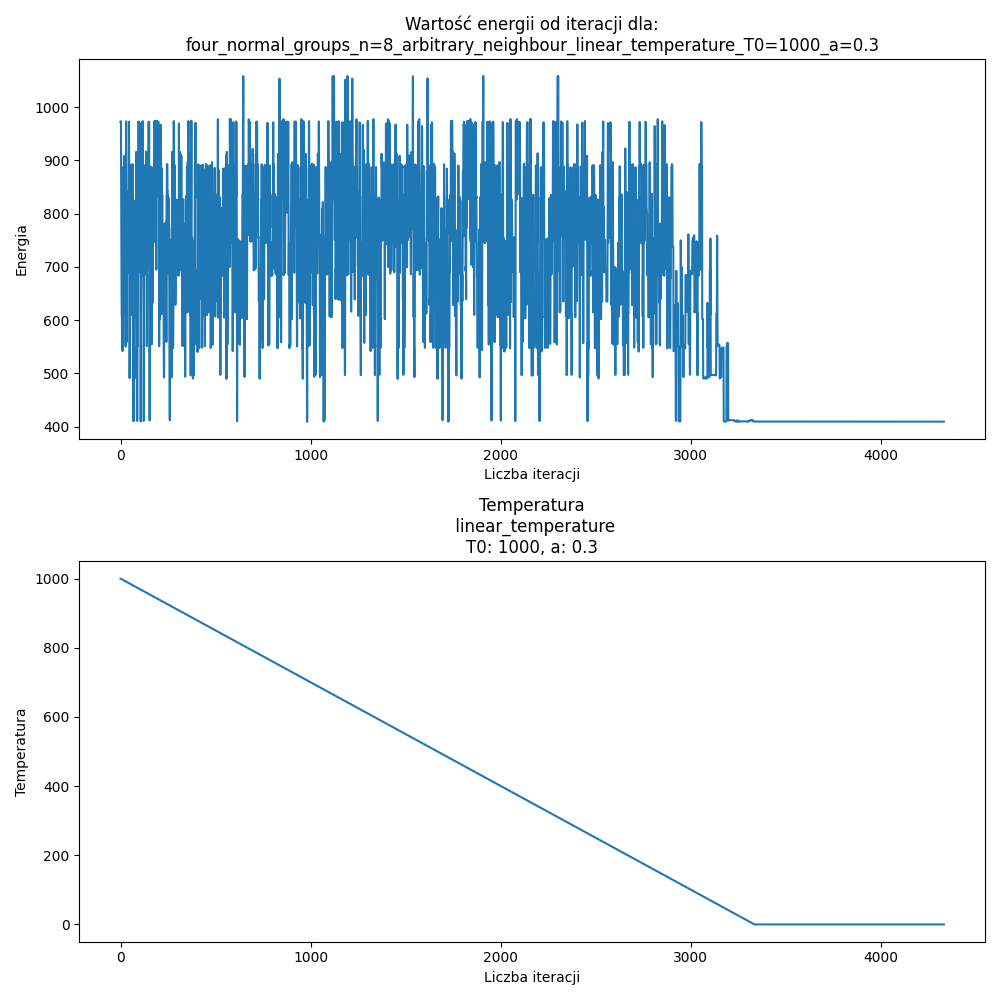 Wartość energii od iteracji dla:
four_normal_groups_n=8_arbitrary_neighbour_linear_temperature_T0=1000_a=0.3
1000
900
800
700
600
500
400
Energia
0 1000 2000 3000 4000
Liczba iteracji
Temperatura
linear_temperature
T0: 1000, a: 0.3
1000
800
600
400
200
0
Temperatura
0 1000 2000 3000 4000
Liczba iteracji